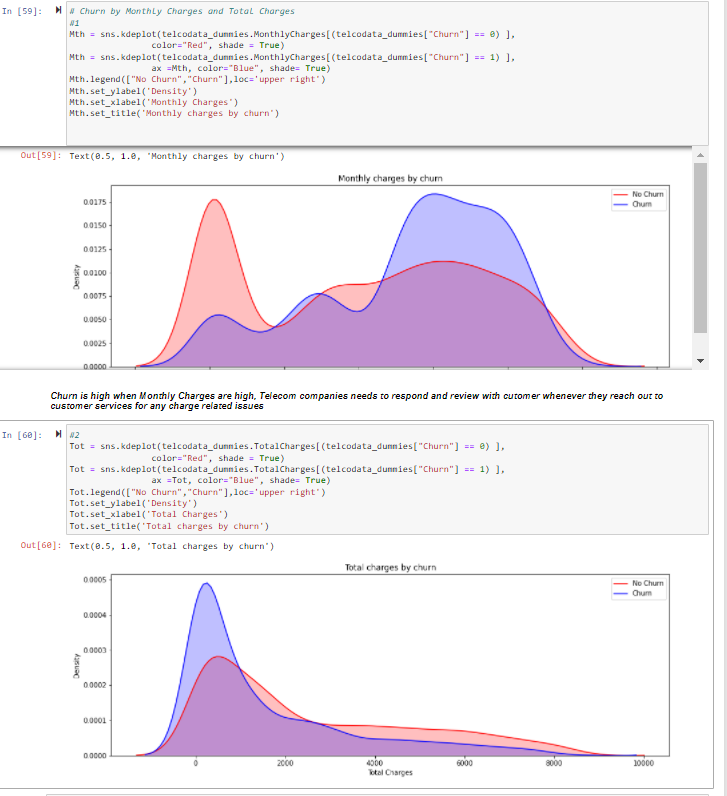 In [59]:
# Churn by Monthly Charges and Total Charges
#1
Mth = sns.kdeplot(telcodata_dummies.MonthlyCharges[(telcodata_dummies["Churn"] == 0) ],
color="Red", shade = True)
Mth = sns.kdeplot(telcodata_dummies.MonthlyCharges[(telcodata_dummies["Churn"] == 1) ],
ax =Mth, color="Blue", shade= True)
Mth.legend(["No Churn","Churn"],loc='upper right')
Mth.set_ylabel('Density')
Mth.set_xlabel('Monthly Charges')
Mth.set_title('Monthly charges by churn')
Out[59]: Text(0.5, 1.0, 'Monthly charges by churn')
Monthly charges by churn
No Churn
Churn
0.0175
0.0150
0.0125
0.0100
0.0075
0.0050
0.0025
0.0000
Density
Churn is high when Monthly Charges are high, Telecom companies needs to respond and review with cutomer whenever they reach out to
customer services for any charge related issues
In [60]:
#2
Tot = sns.kdeplot(telcodata_dummies.TotalCharges[(telcodata_dummies["Churn"] == 0) ],
color="Red", shade = True)
Tot = sns.kdeplot(telcodata_dummies.TotalCharges[(telcodata_dummies["Churn"] == 1) ],
ax =Tot, color="Blue", shade= True)
Tot.legend(["No Churn","Churn"],loc='upper right')
Tot.set_ylabel('Density')
Tot.set_xlabel('Total Charges')
Tot.set_title('Total charges by churn')
Out[60]: Text(0.5, 1.0, 'Total charges by churn')
Total charges by churn
No Churn
Churn
0.0005
0.0004
0.0003
0.0002
0.0001
0.0000
Density
0 2000 4000 6000 8000 10000
Total Charges